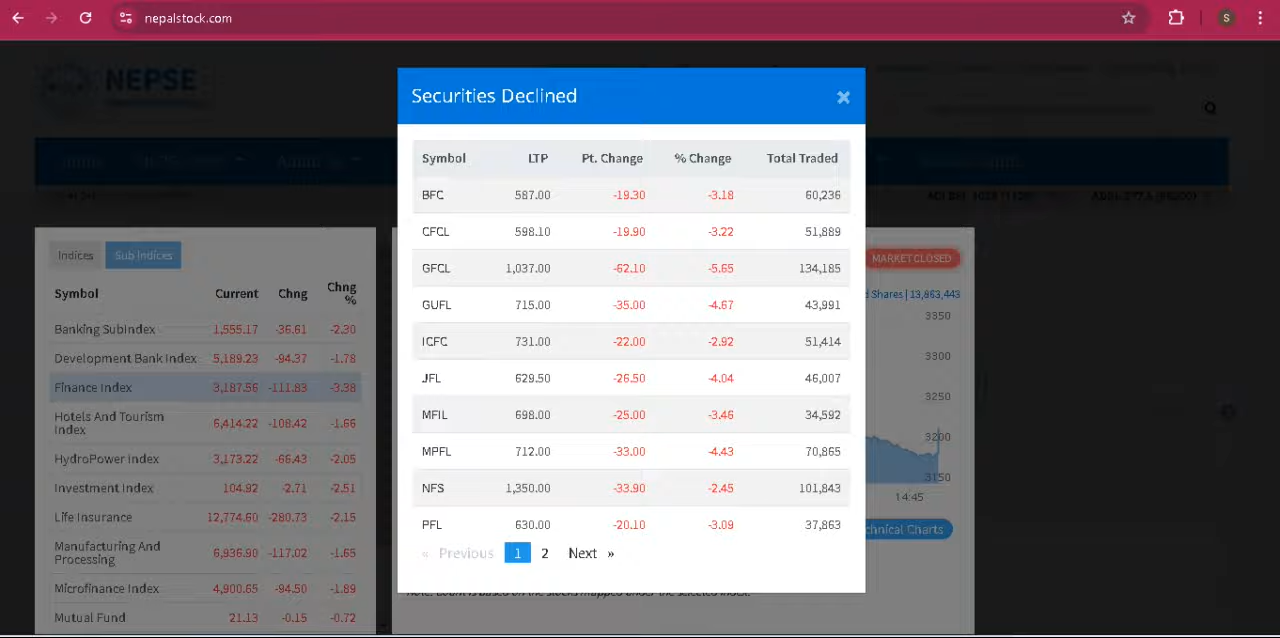 nepalstock.com
S
NEPSE
Securities Declined ×
Symbol LTP Pt. Change % Change Total Traded
BFC 587.00 -19.30 -3.18 60,236
CFCL 598.10 -19.90 -3.22 51,889
GFCL 1,037.00 -62.10 -5.65 134,185
GUFL 715.00 -35.00 -4.67 43,991
ICFC 731.00 -22.00 -2.92 51,414
JFL 629.50 -26.50 -4.04 46,007
MFIL 698.00 -25.00 -3.46 34,592
MPFL 712.00 -33.00 -4.43 70,865
NFS 1,350.00 -33.90 -2.45 101,843
PFL 630.00 -20.10 -3.09 37,863
« Previous 1 2 Next »
Indices Sub Indices
Symbol Current Chng Chng %
Banking SubIndex 1,555.17 -36.61 -2.30
Development Bank Index 5,189.23 -94.37 -1.78
Finance Index 3,187.56 -111.83 -3.38
Hotels And Tourism
Index 6,414.22 -108.42 -1.66
HydroPower Index 3,173.22 -66.43 -2.05
Investment Index 104.92 -2.71 -2.51
Life Insurance 12,774.60 -280.73 -2.15
Manufacturing And
Processing 6,936.90 -117.02 -1.65
Microfinance Index 4,900.65 -94.50 -1.89
Mutual Fund 21.13 -0.15 -0.72
MARKET CLOSED
Shares | 13,863,443
3350
3300
3250
3200
3150
14:45
chnical Charts